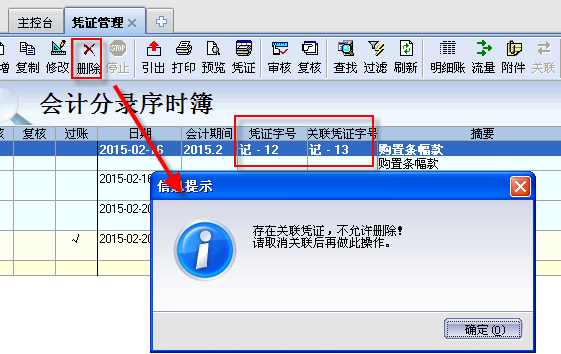 主控台 凭证管理
增 复制 修改 删除 STOP 停止 引出 打印 预览 凭证 审核 复核 查找 过滤 刷新 明细账 流量 附件 关联
会计分录序时簿
核 复核 过账 日期 会计期间 凭证字号 关联凭证字号 摘要
2015-02-16 2015.2 记 - 12 记 - 13 购置条幅款
购置条幅款
2015-02-16
2015-02-20
√ 2015-02-20
信息提示
存在关联凭证，不允许删除！
请取消关联后再做此操作。
确定(O)